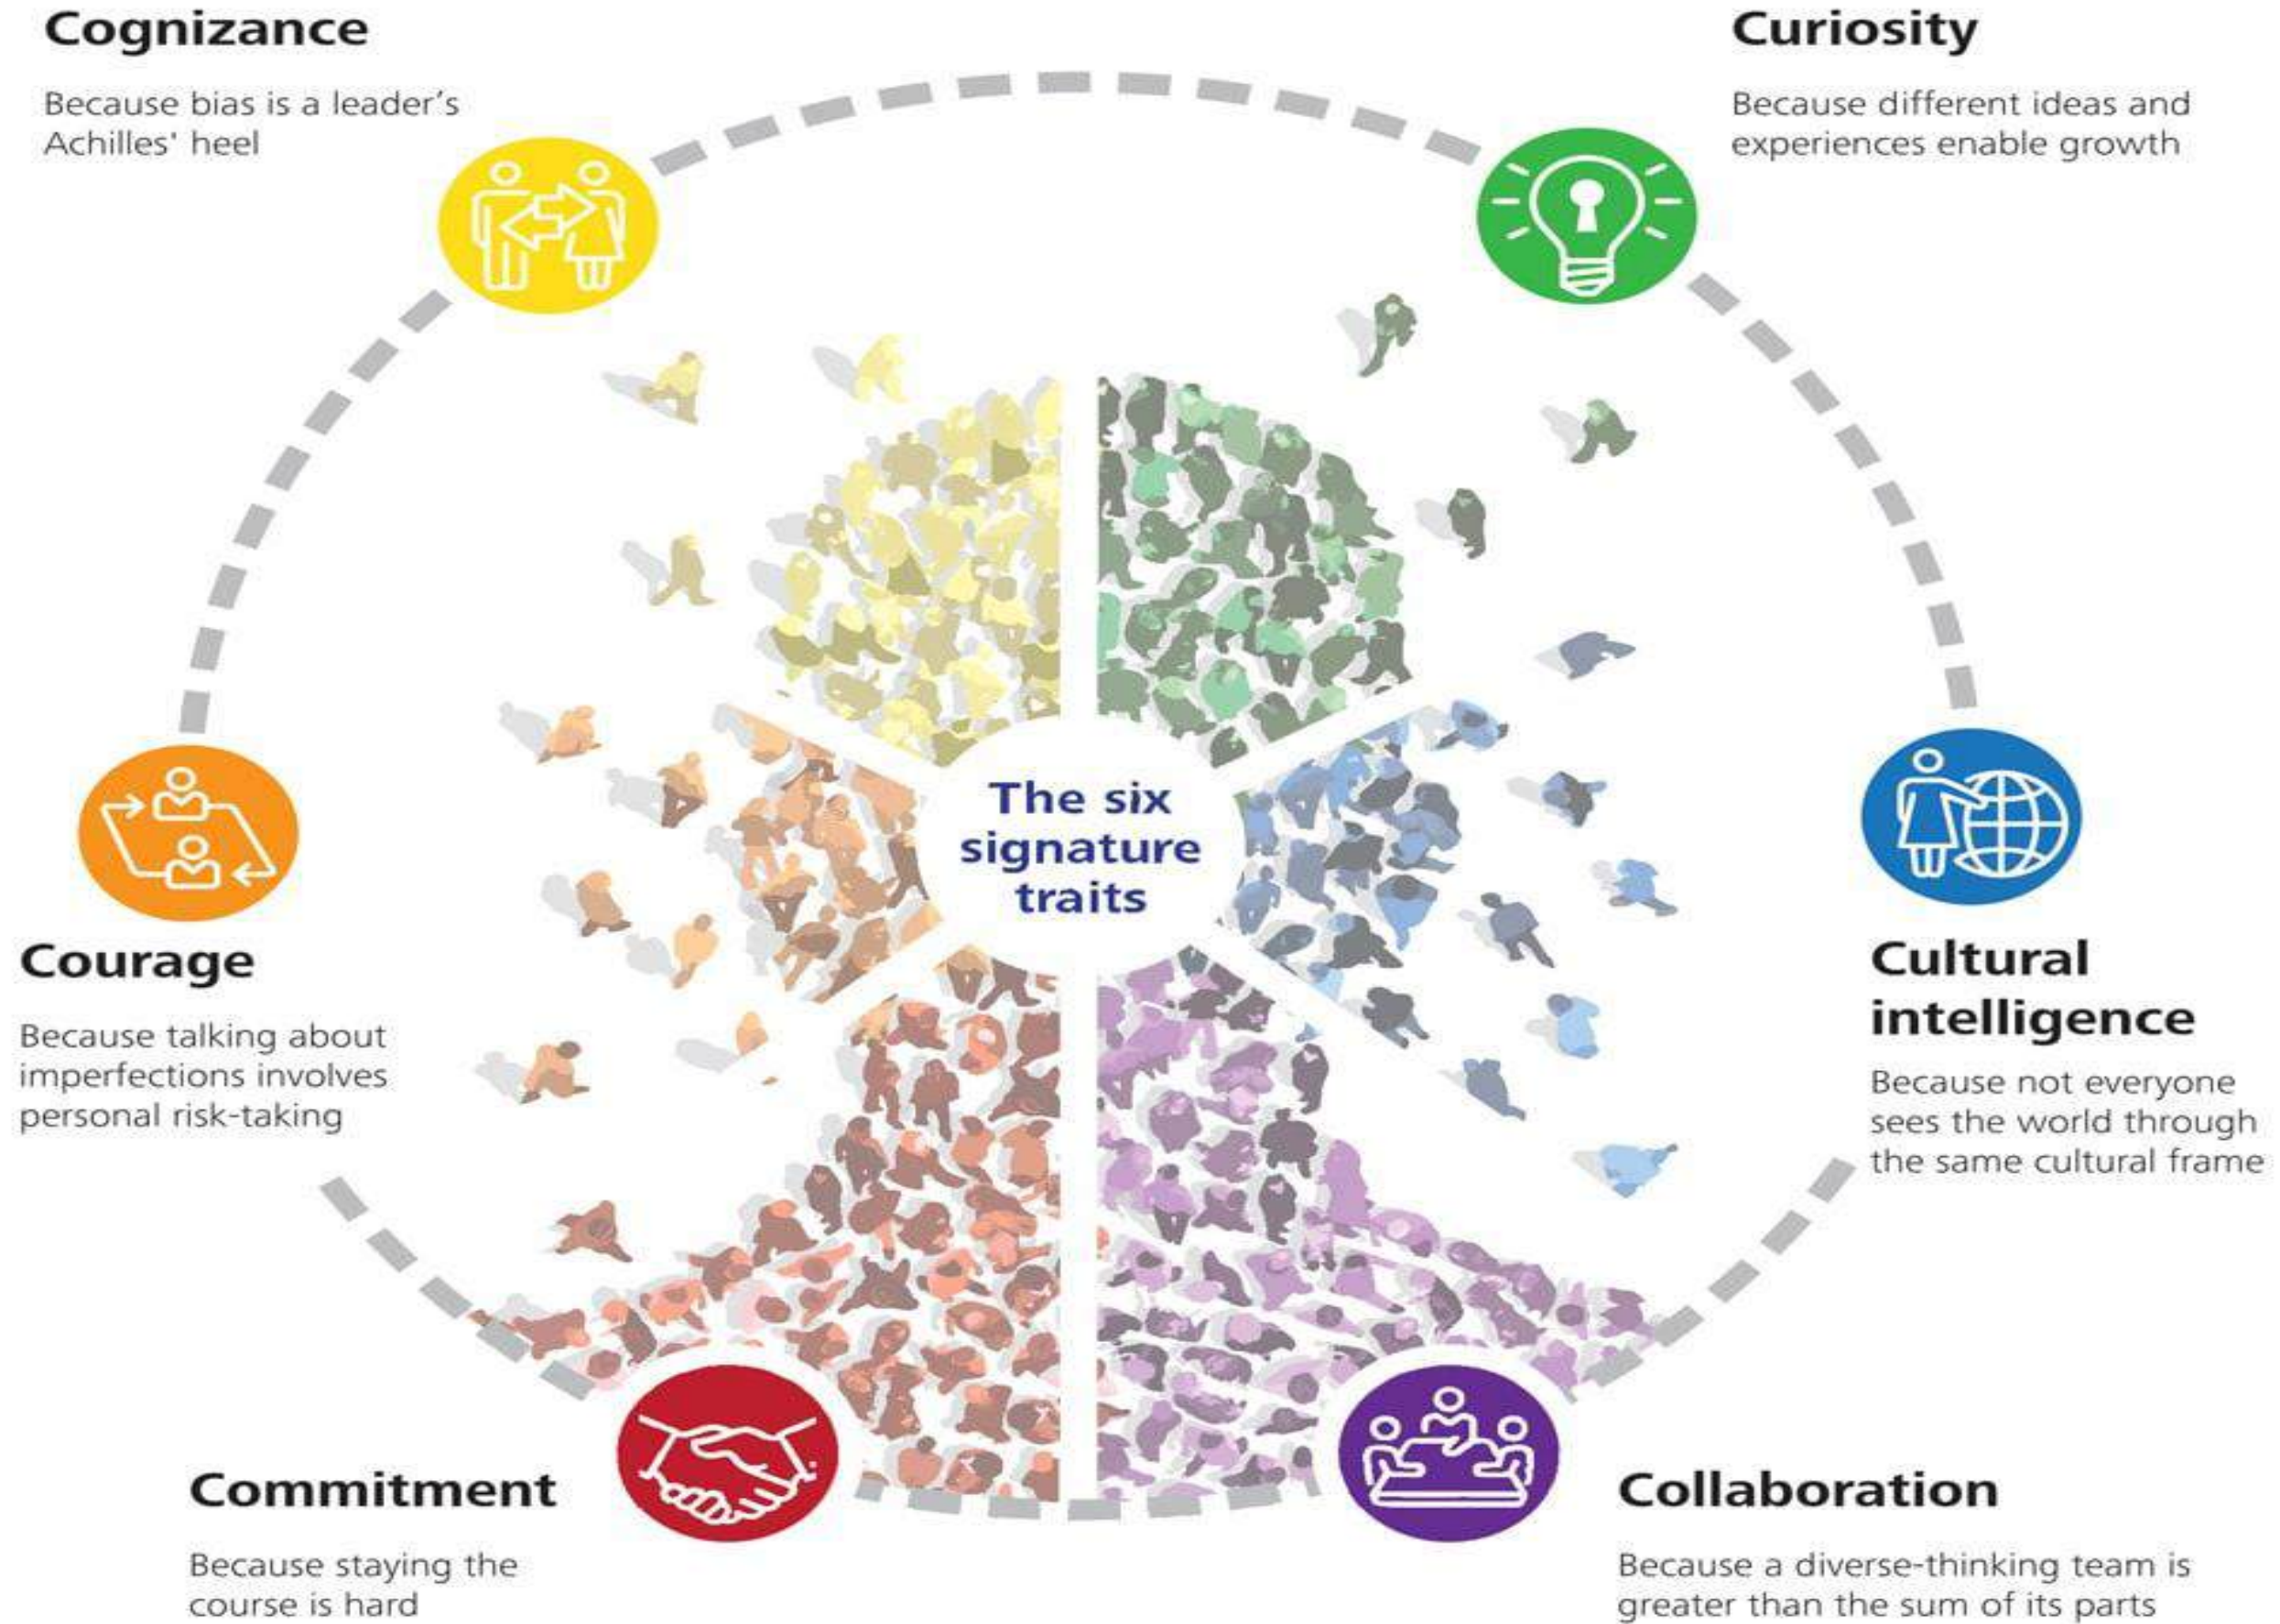 Cognizance
Because bias is a leader's
Achilles' heel
Curiosity
Because different ideas and
experiences enable growth
The six
signature
traits
Courage
Because talking about
imperfections involves
personal risk-taking
Cultural
intelligence
Because not everyone
sees the world through
the same cultural frame
Commitment
Because staying the
course is hard
Collaboration
Because a diverse-thinking team is
greater than the sum of its parts